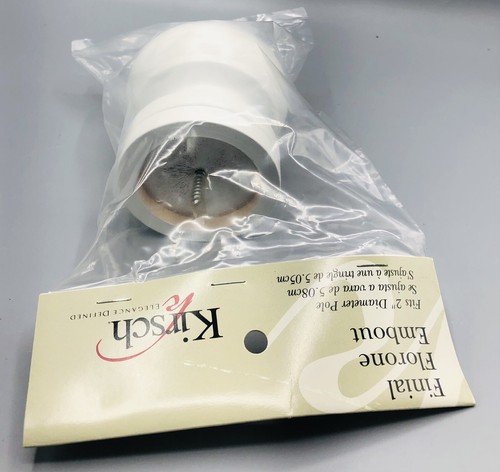 Finial
Florone
Embout
Fits 2" Diameter Pole
Se ajusta a vara de 5.08cm
S'ajuste à une tringle de 5.05cm
Kirsch
ELEGANCE DEFINED